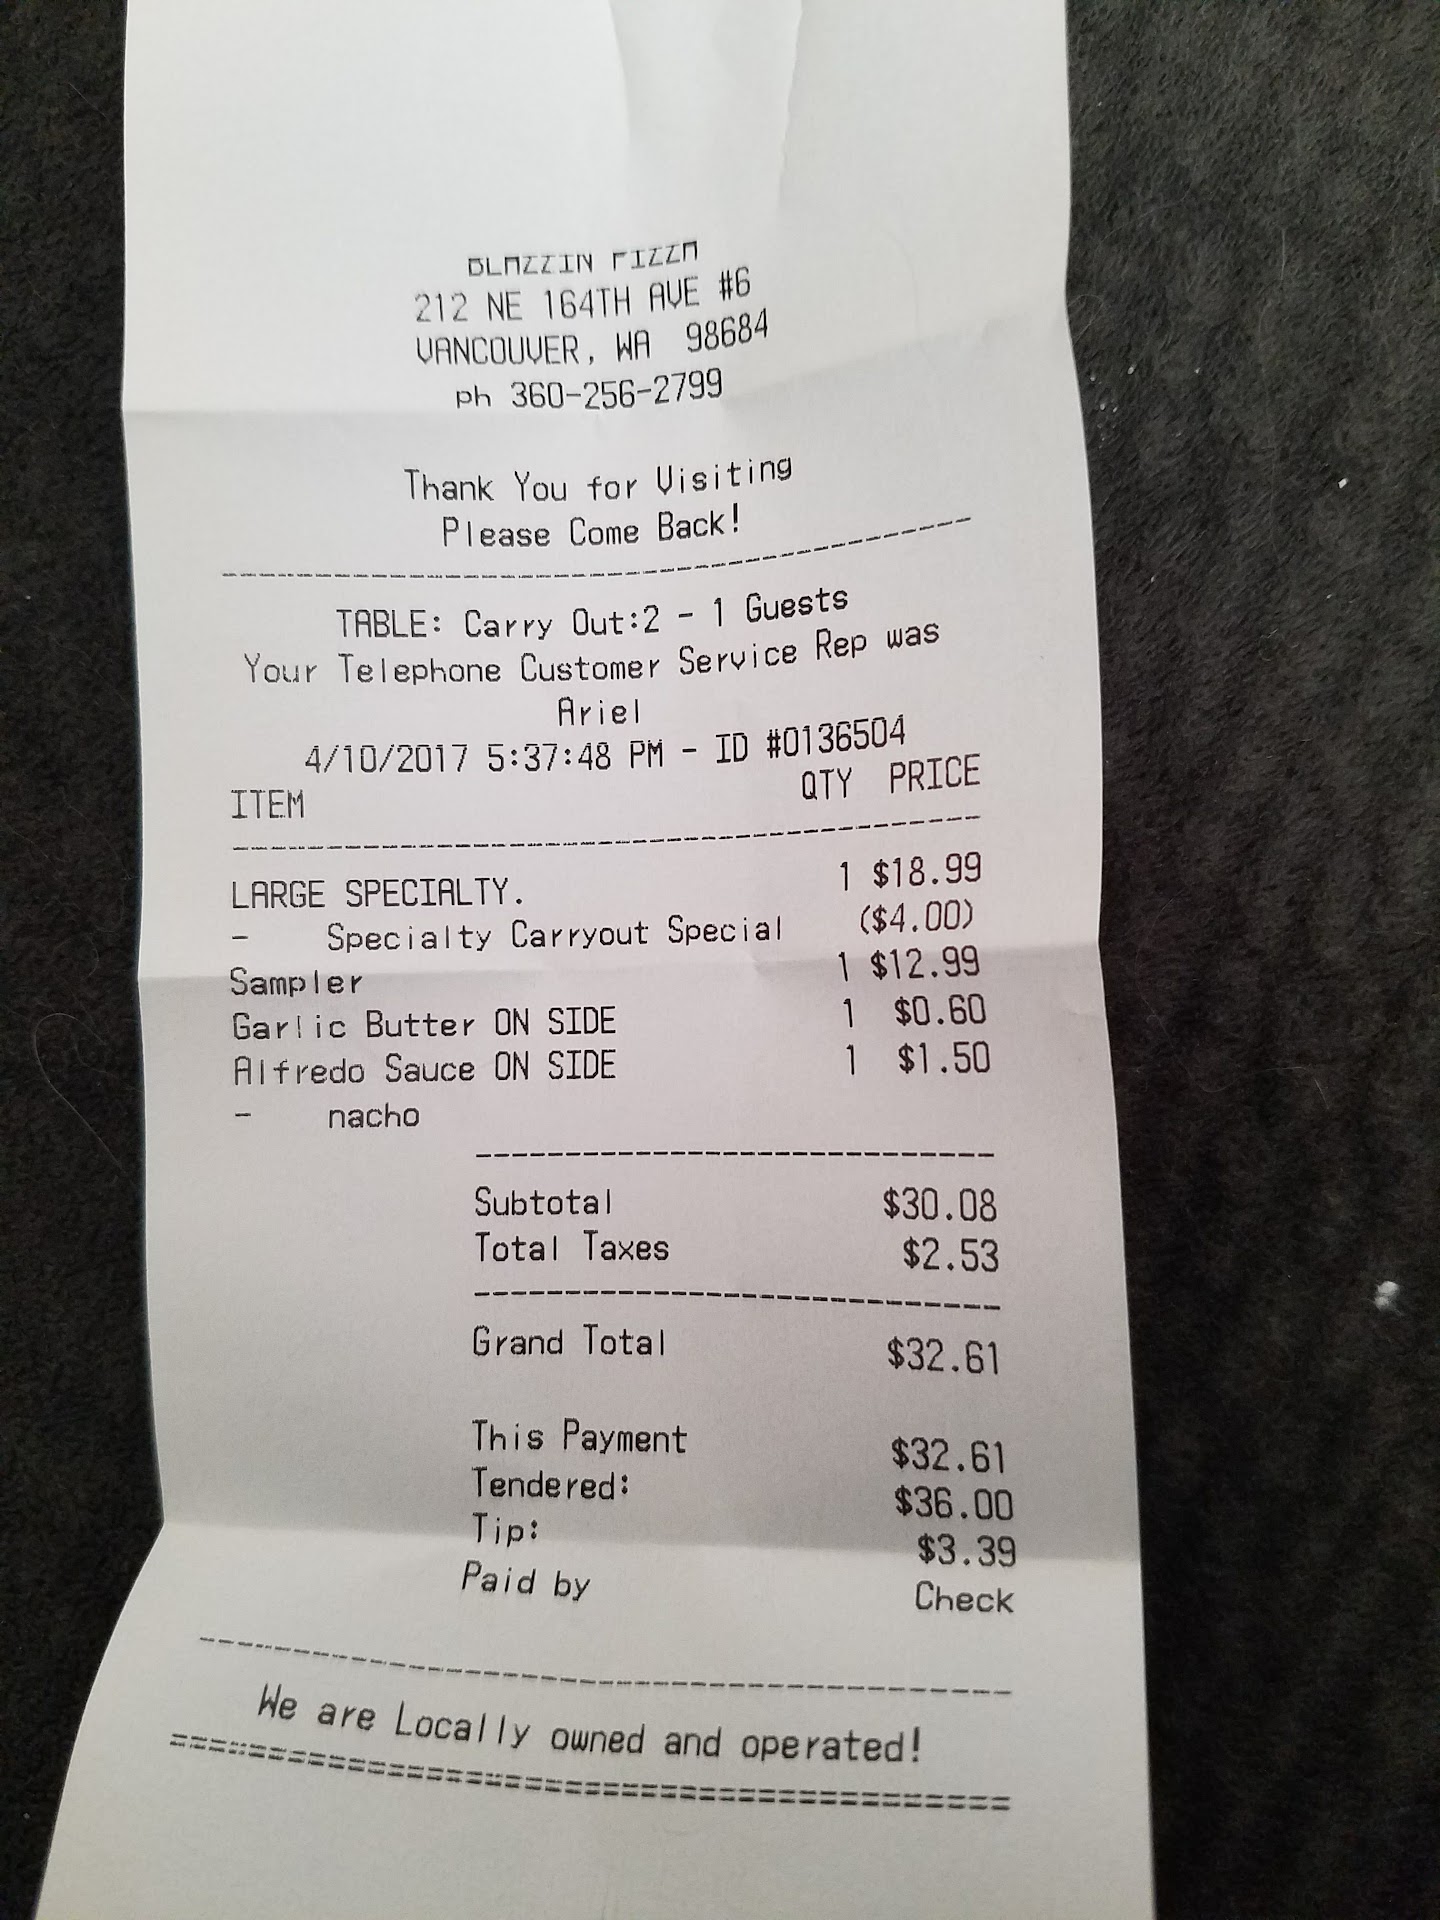 BLAZZIN PIZZA
212 NE 164TH AVE #6
VANCOUVER, WA 98684
ph 360-256-2799
Thank You for Visiting
Please Come Back!
TABLE: Carry Out:2 - 1 Guests
Your Telephone Customer Service Rep was
Ariel
4/10/2017 5:37:48 PM - ID #0136504
ITEM QTY PRICE
LARGE SPECIALTY. 1 $18.99
- Specialty Carryout Special ($4.00)
Sampler 1 $12.99
Garlic Butter ON SIDE 1 $0.60
Alfredo Sauce ON SIDE 1 $1.50
- nacho
Subtotal $30.08
Total Taxes $2.53
Grand Total $32.61
This Payment $32.61
Tendered: $36.00
Tip: $3.39
Paid by Check
We are Locally owned and operated!